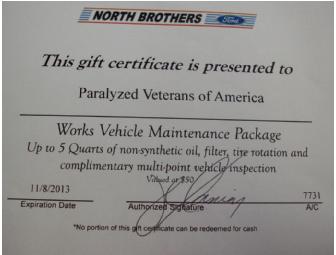 NORTH BROTHERS Ford
This gift certificate is presented to
Paralyzed Veterans of America
Works Vehicle Maintenance Package
Up to 5 Quarts of non-synthetic oil, filter, tire rotation and
complimentary multi-point vehicle inspection
Valued at $50
11/8/2013 7731
Expiration Date Authorized Signature A/C
*No portion of this gift certificate can be redeemed for cash